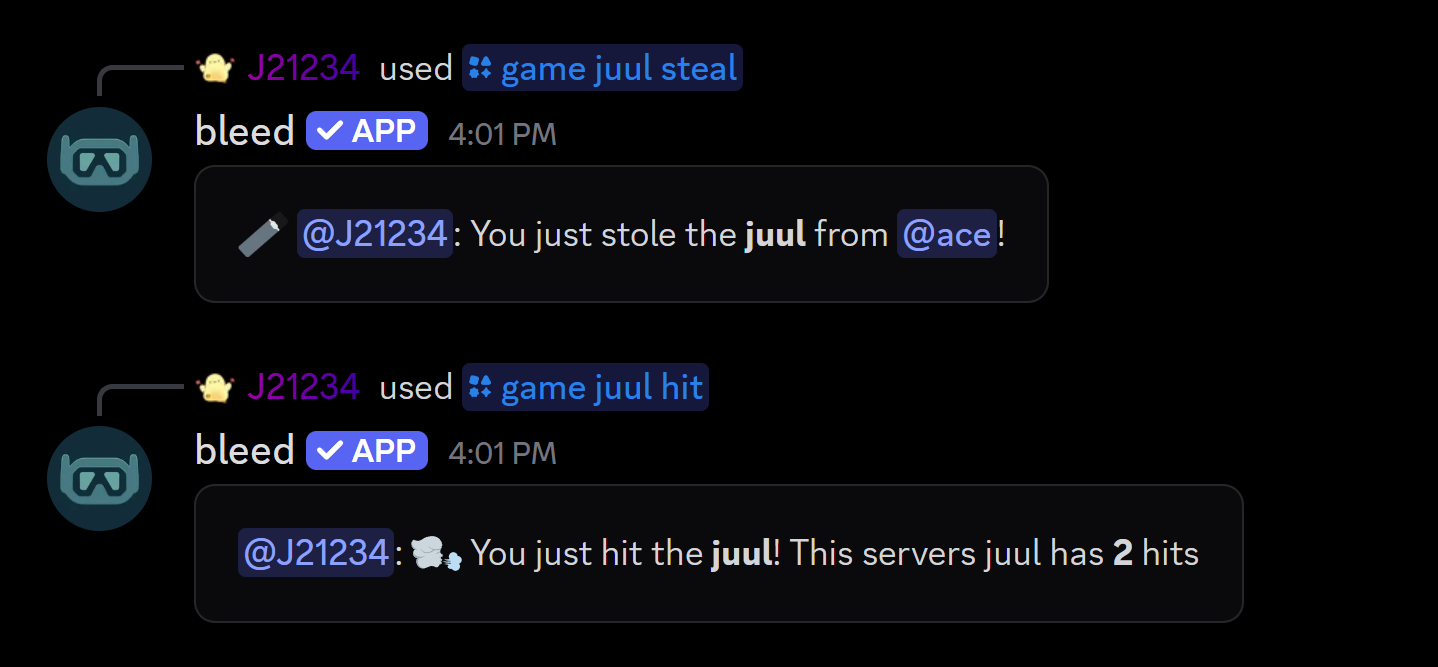 J21234 used game juul steal
bleed APP 4:01 PM
@J21234: You just stole the juul from @ace!
J21234 used game juul hit
bleed APP 4:01 PM
@J21234: You just hit the juul! This servers juul has 2 hits